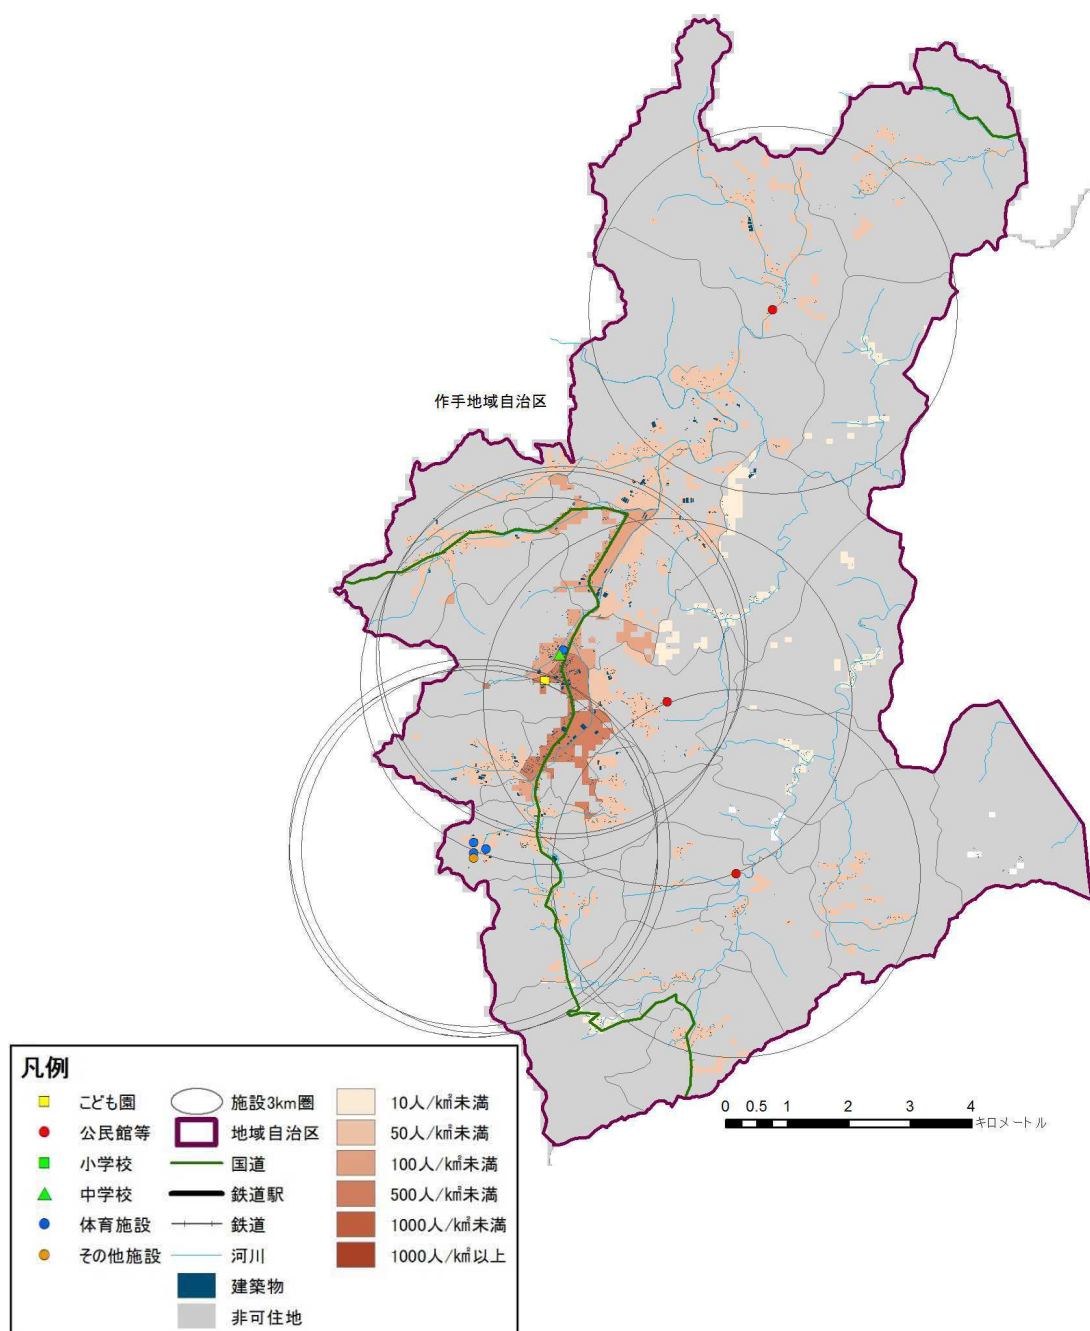 作手地域自治区
凡例
こども園
公民館等
小学校
中学校
体育施設
その他施設
施設3km圏
地域自治区
国道
鉄道駅
鉄道
河川
建築物
非可住地
10人/㎢未満
50人/㎢未満
100人/㎢未満
500人/㎢未満
1000人/㎢未満
1000人/㎢以上
0 0.5 1 2 3 4
キロメートル